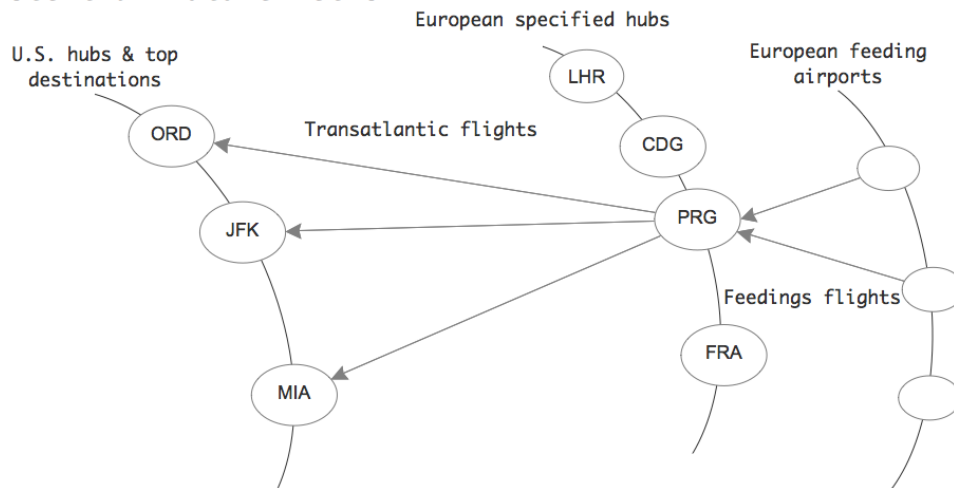 European specified hubs
U.S. hubs & top
destinations
European feeding
airports
LHR
ORD
Transatlantic flights
CDG
PRG
JFK
Feedings flights
FRA
MIA